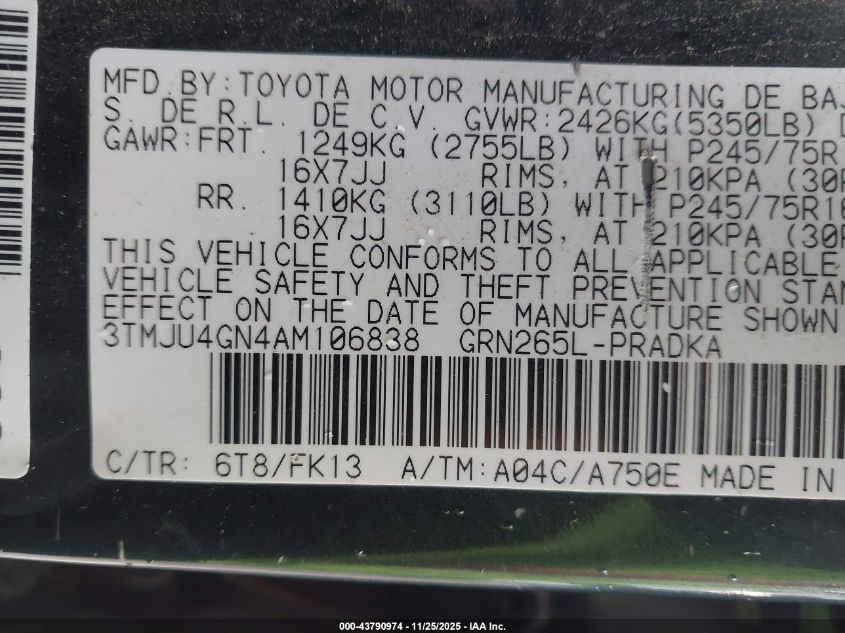 MFD BY:TOYOTA MOTOR MANUFACTURING DE BAJ
S. DE R.L. DE C.V. GVWR:2426KG(5350LB) D
GAWR:FRT. 1249KG (2755LB) WITH P245/75R
16X7JJ RIMS, AT 210KPA (30P
RR. 1410KG (3110LB) WITH P245/75R16
16X7JJ RIMS, AT 210KPA (30P
THIS VEHICLE CONFORMS TO ALL APPLICABLE
VEHICLE SAFETY AND THEFT PREVENTION STAN
EFFECT ON THE DATE OF MANUFACTURE SHOWN
3TMJU4GN4AM106838 GRN265L-PRADKA
C/TR: 6T8/FK13 A/TM:A04C/A750E MADE IN
000-43790974 - 11/25/2025 - IAA Inc.